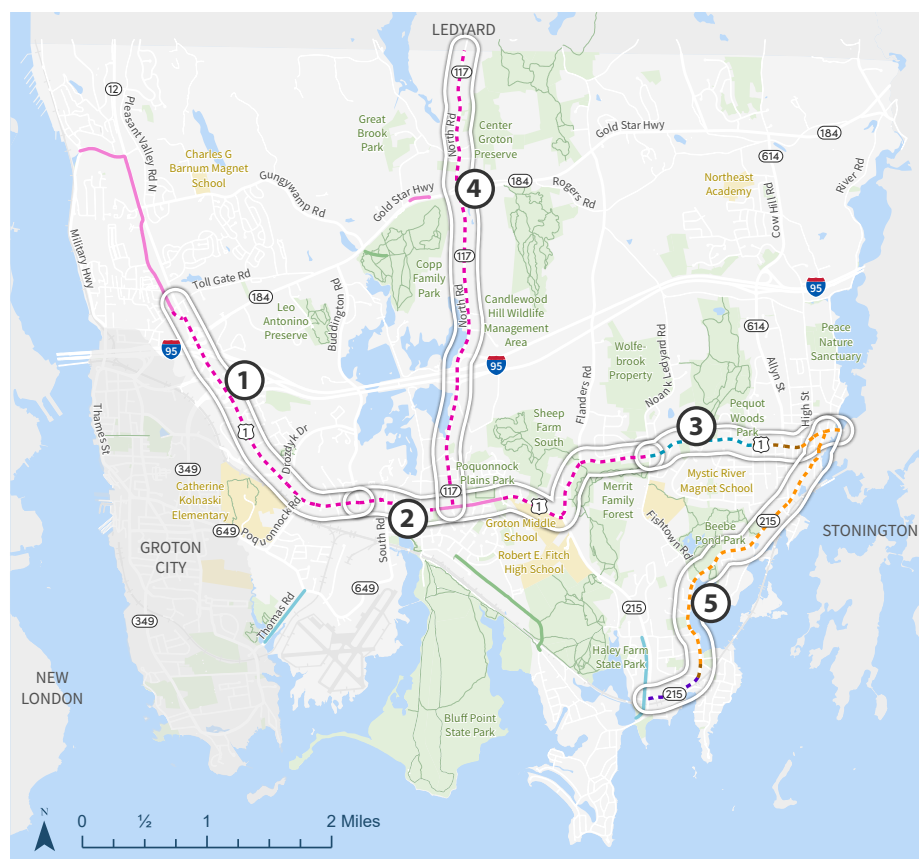 LEDYARD
12
117
Pleasant Valley Rd N
Great
Brook
Park
North Rd
Center
Groton
Preserve
Gold Star Hwy
184
Charles G
Barnum Magnet
School
614
River Rd
Gungywamp Rd
Gold Star Hwy
4
184
Rogers Rd
Northeast
Academy
Cow Hill Rd
Military Hwy
117
Copp
Family
Park
Toll Gate Rd
184
Buddington Rd
Leo
Antonino
Preserve
North Rd
Candlewood
Hill Wildlife
Management
Area
95
614
Peace
Nature
Sanctuary
95
95
Wolfe-
brook
Property
Noank Ledyard Rd
Flanders Rd
Allyn St
High St
1
Thames St
1
Drozdyk Dr
Sheep
Farm
South
3
Pequot
Woods
Park
1
349
Catherine
Kolnaski
Elementary
Poquonnock Rd
649
Poquonnock
Plains Park
117
2
South Rd
1
Groton Middle
School
Merrit
Family
Forest
Mystic River
Magnet School
215
Fishtown Rd
Beebe
Pond Park
STONINGTON
GROTON
CITY
Robert E. Fitch
High School
649
349
Thomas Rd
215
5
Haley Farm
State Park
215
NEW
LONDON
Bluff Point
State Park
N
0 ½ 1 2 Miles